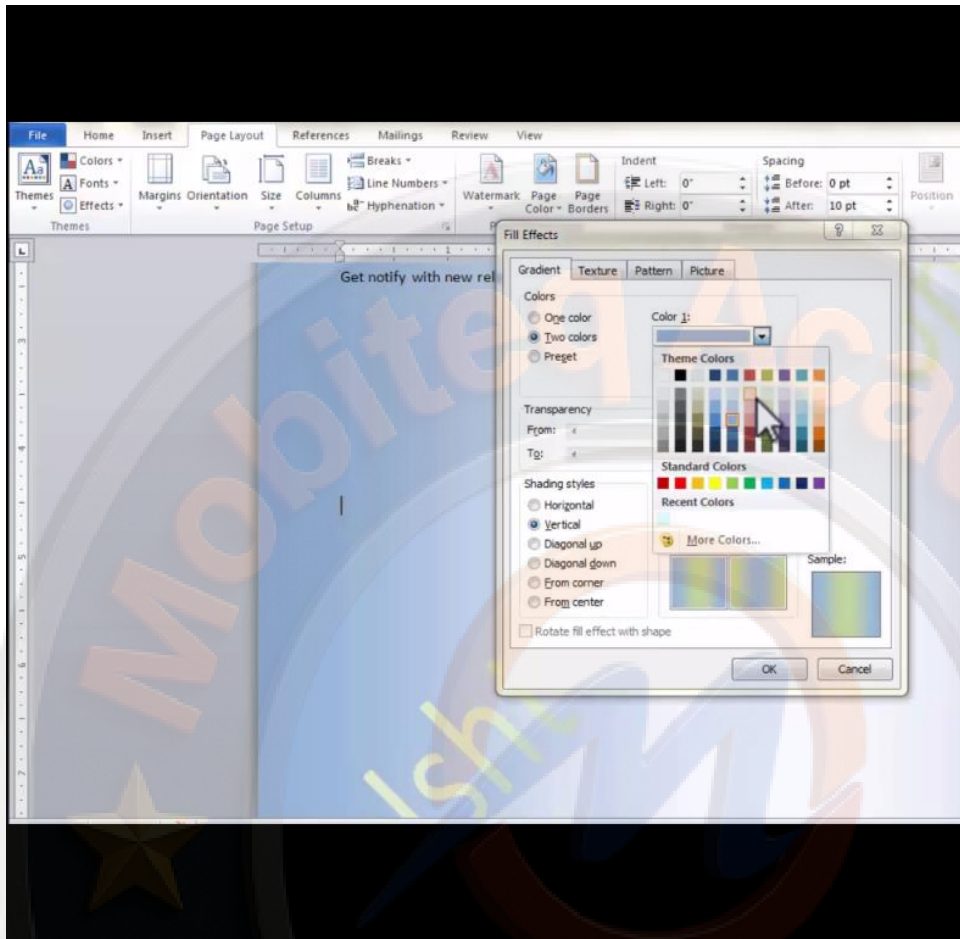 File Home Insert Page Layout References Mailings Review View
Aa
Themes
Colors
Fonts
Effects
Themes
Margins Orientation Size Columns
Breaks
Line Numbers
Hyphenation
Page Setup
Watermark Page Color Page Borders
Indent
Left: 0"
Right: 0"
Spacing
Before: 0 pt
After: 10 pt
Position
Get notify with new rel
Fill Effects
Gradient Texture Pattern Picture
Colors
One color
Two colors
Preset
Color 1:
Theme Colors
Standard Colors
Recent Colors
More Colors...
Transparency
From:
To:
Shading styles
Horizontal
Vertical
Diagonal up
Diagonal down
From corner
From center
Sample:
Rotate fill effect with shape
OK Cancel
Mobiteq Aca